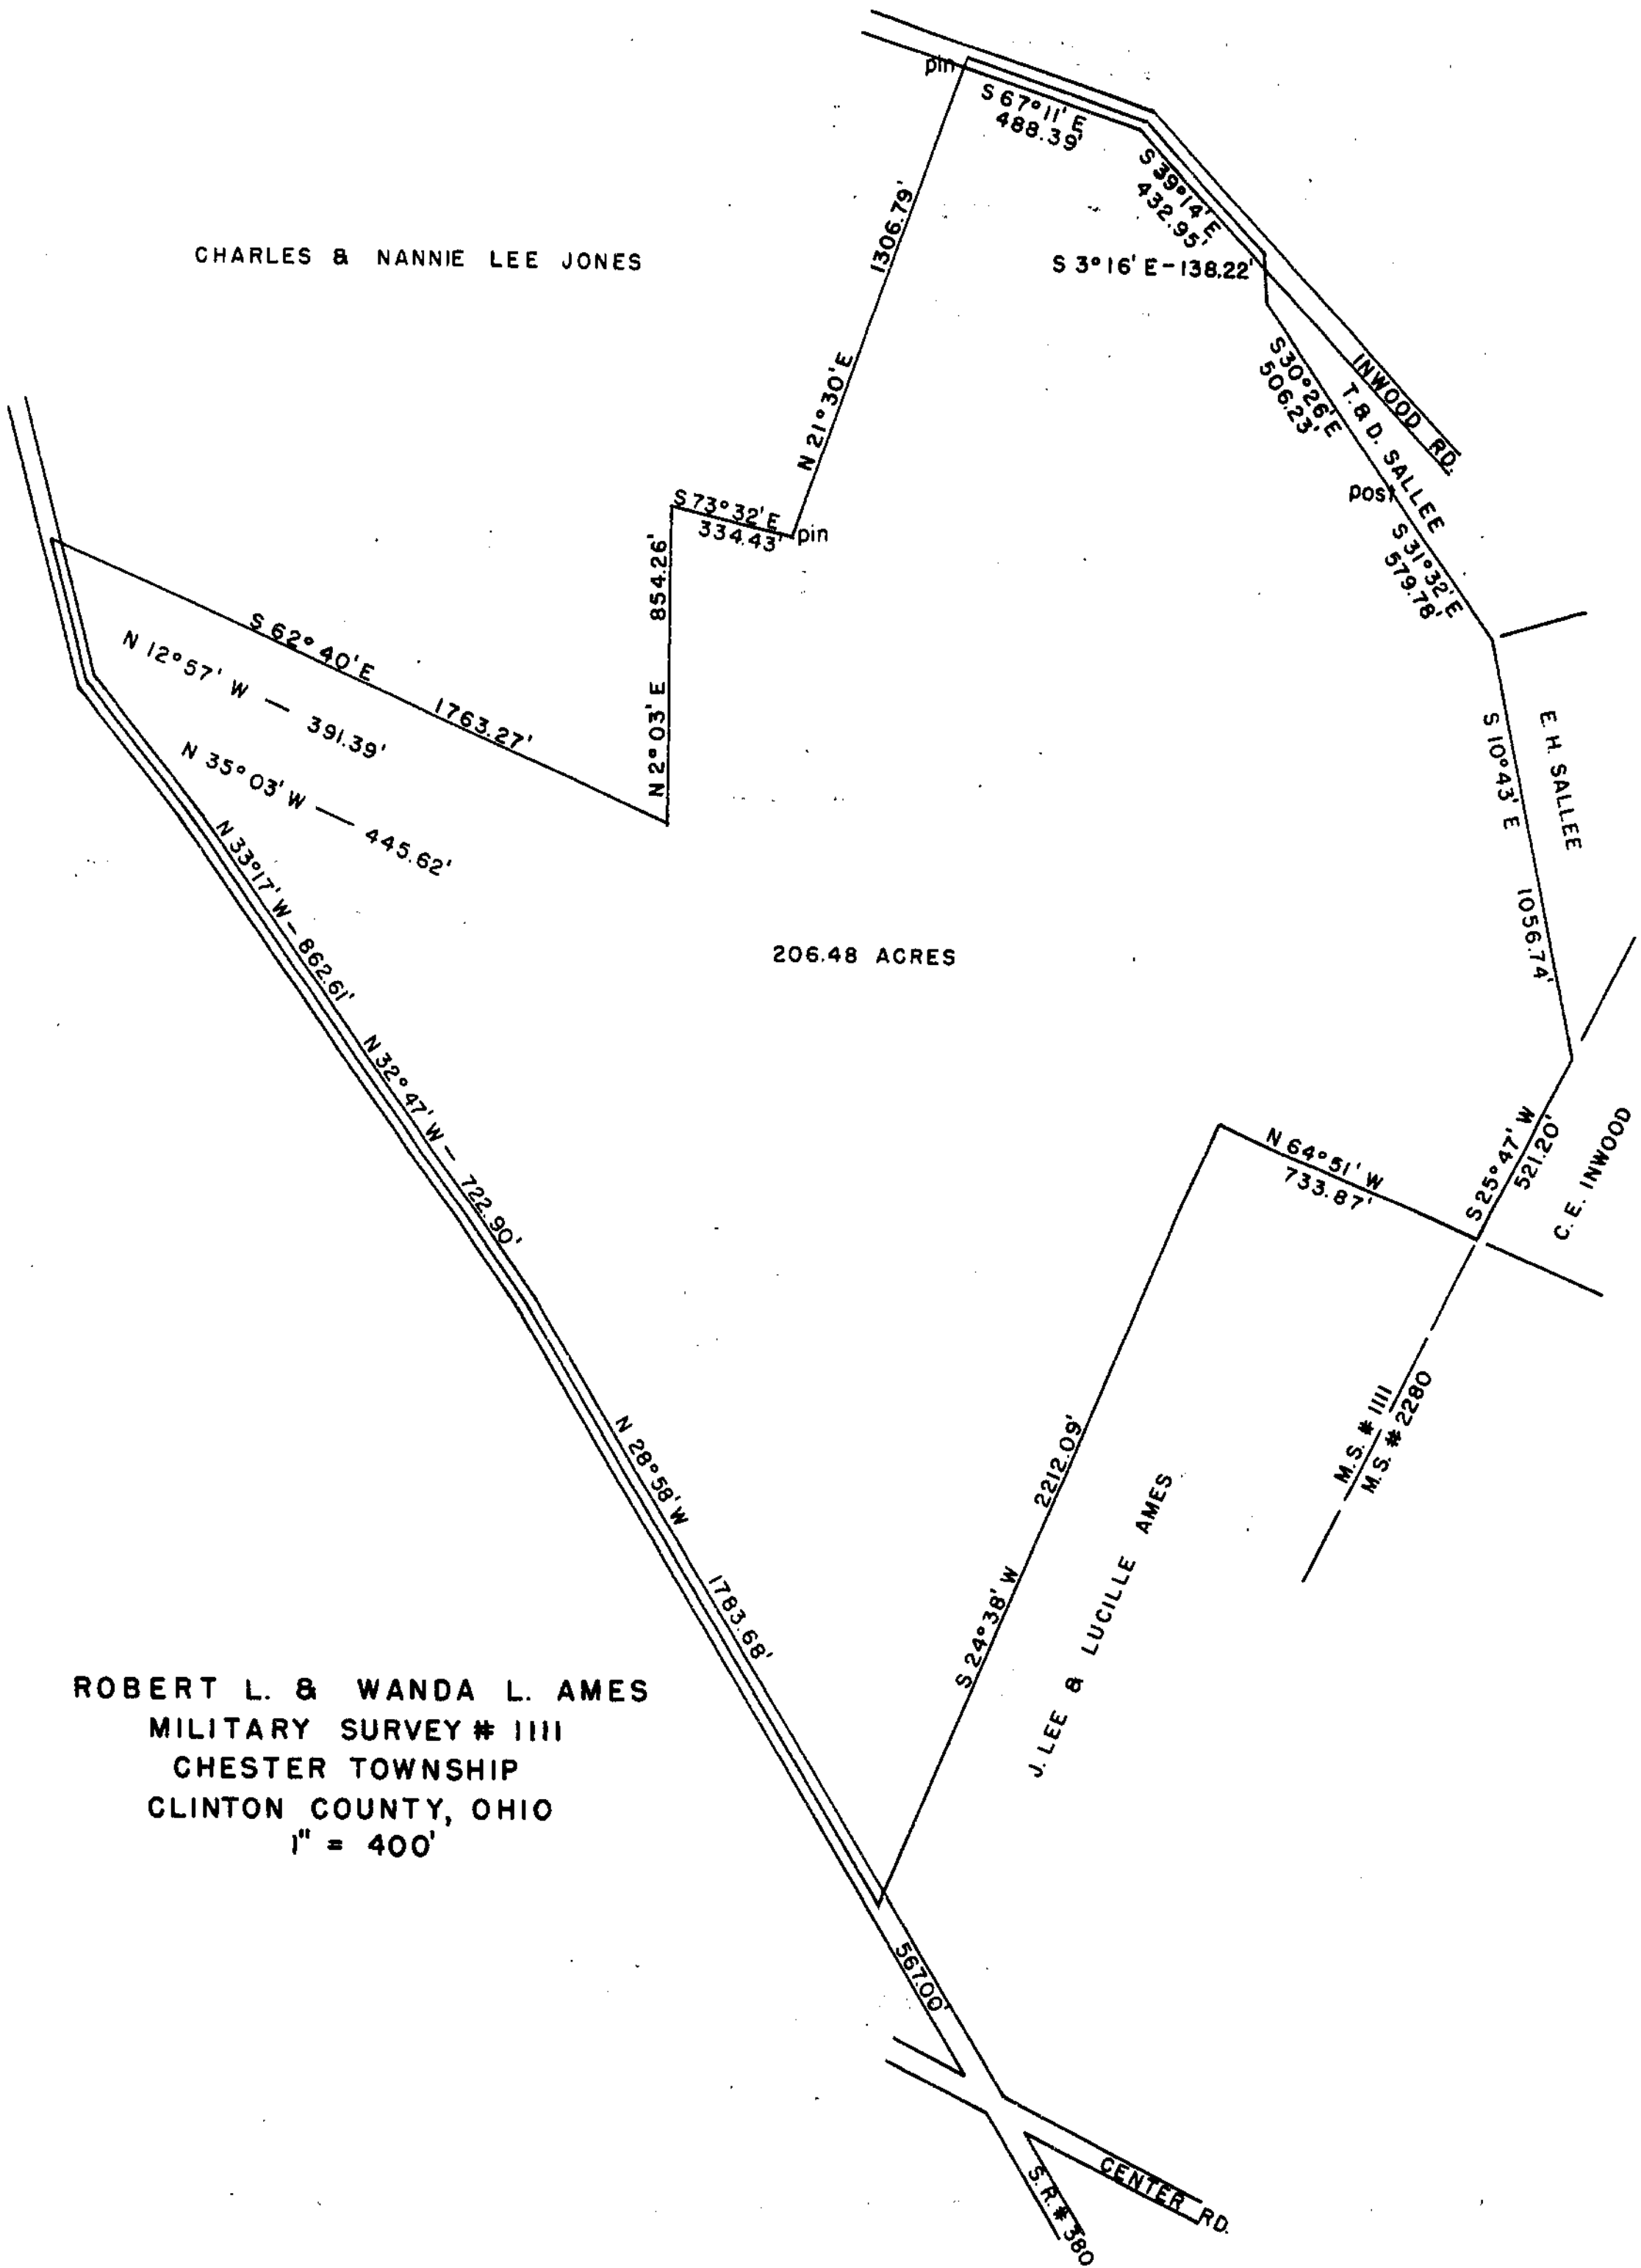 pin
S 67°11' E
488.39'
S 39°14' E
432.95'
1306.79'
N 21°30' E
CHARLES & NANNIE LEE JONES
S 3°16' E-138.22'
S 30°26' E
506.23'
INWOOD RD.
T. & D. SALLEE
post
S 31°32' E
579.78'
S 73°32' E
334.43'
pin
854.26'
N 2°03' E
S 62°40' E
1763.27'
N 12°57' W — 391.39'
N 35°03' W — 445.62'
N 33°17' W - 862.61'
S 10°43' E
1056.74'
E. H. SALLEE
206.48 ACRES
N 32°47' W - 722.90'
N 64°51' W
733.87'
S 25°47' W
521.20'
C. E. INWOOD
M.S. # 1111
M.S. # 2280
N 28°58' W
1783.68'
2212.09'
S 24°38' W
J. LEE & LUCILLE AMES
ROBERT L. & WANDA L. AMES
MILITARY SURVEY # 1111
CHESTER TOWNSHIP
CLINTON COUNTY, OHIO
1" = 400'
567.00'
CENTER RD.
S.R. # 380